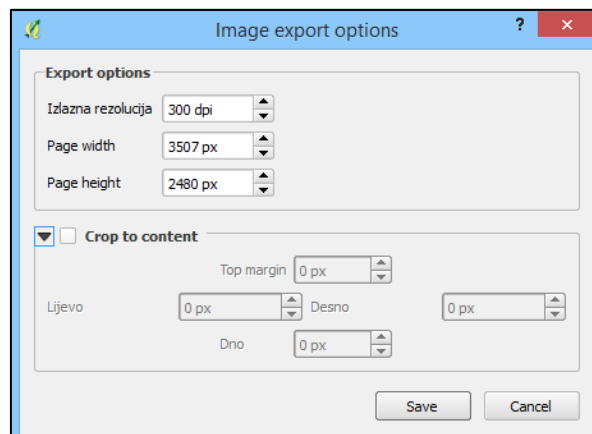 Image export options ?
Export options
Izlazna rezolucija 300 dpi
Page width 3507 px
Page height 2480 px
Crop to content
Top margin 0 px
Lijevo 0 px Desno 0 px
Dno 0 px
Save Cancel